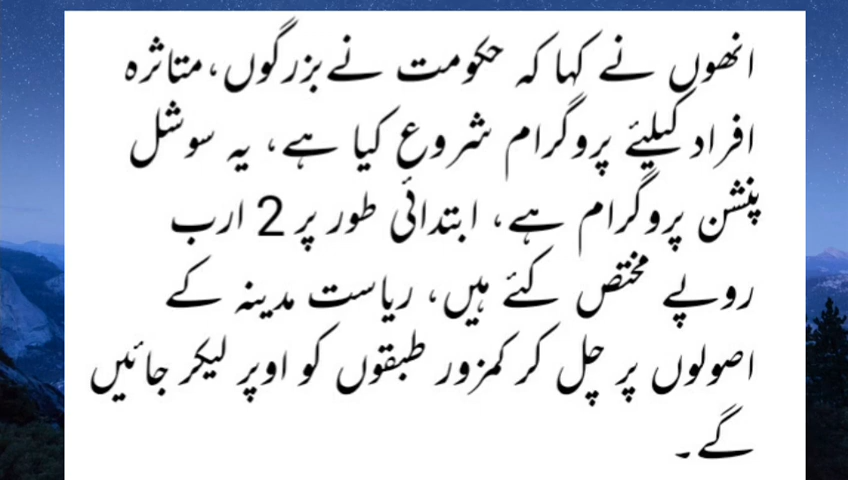 انھوں نے کہا کہ حکومت نے بزرگوں، متاثرہ
افراد کیلیئے پروگرام شروع کیا ہے، یہ سوشل
پنشن پروگرام ہے، ابتدائی طور پر 2 ارب
روپے مختص کئے ہیں، ریاست مدینہ کے
اصولوں پر چل کر کمزور طبقوں کو اوپر لیکر جائیں
گے۔